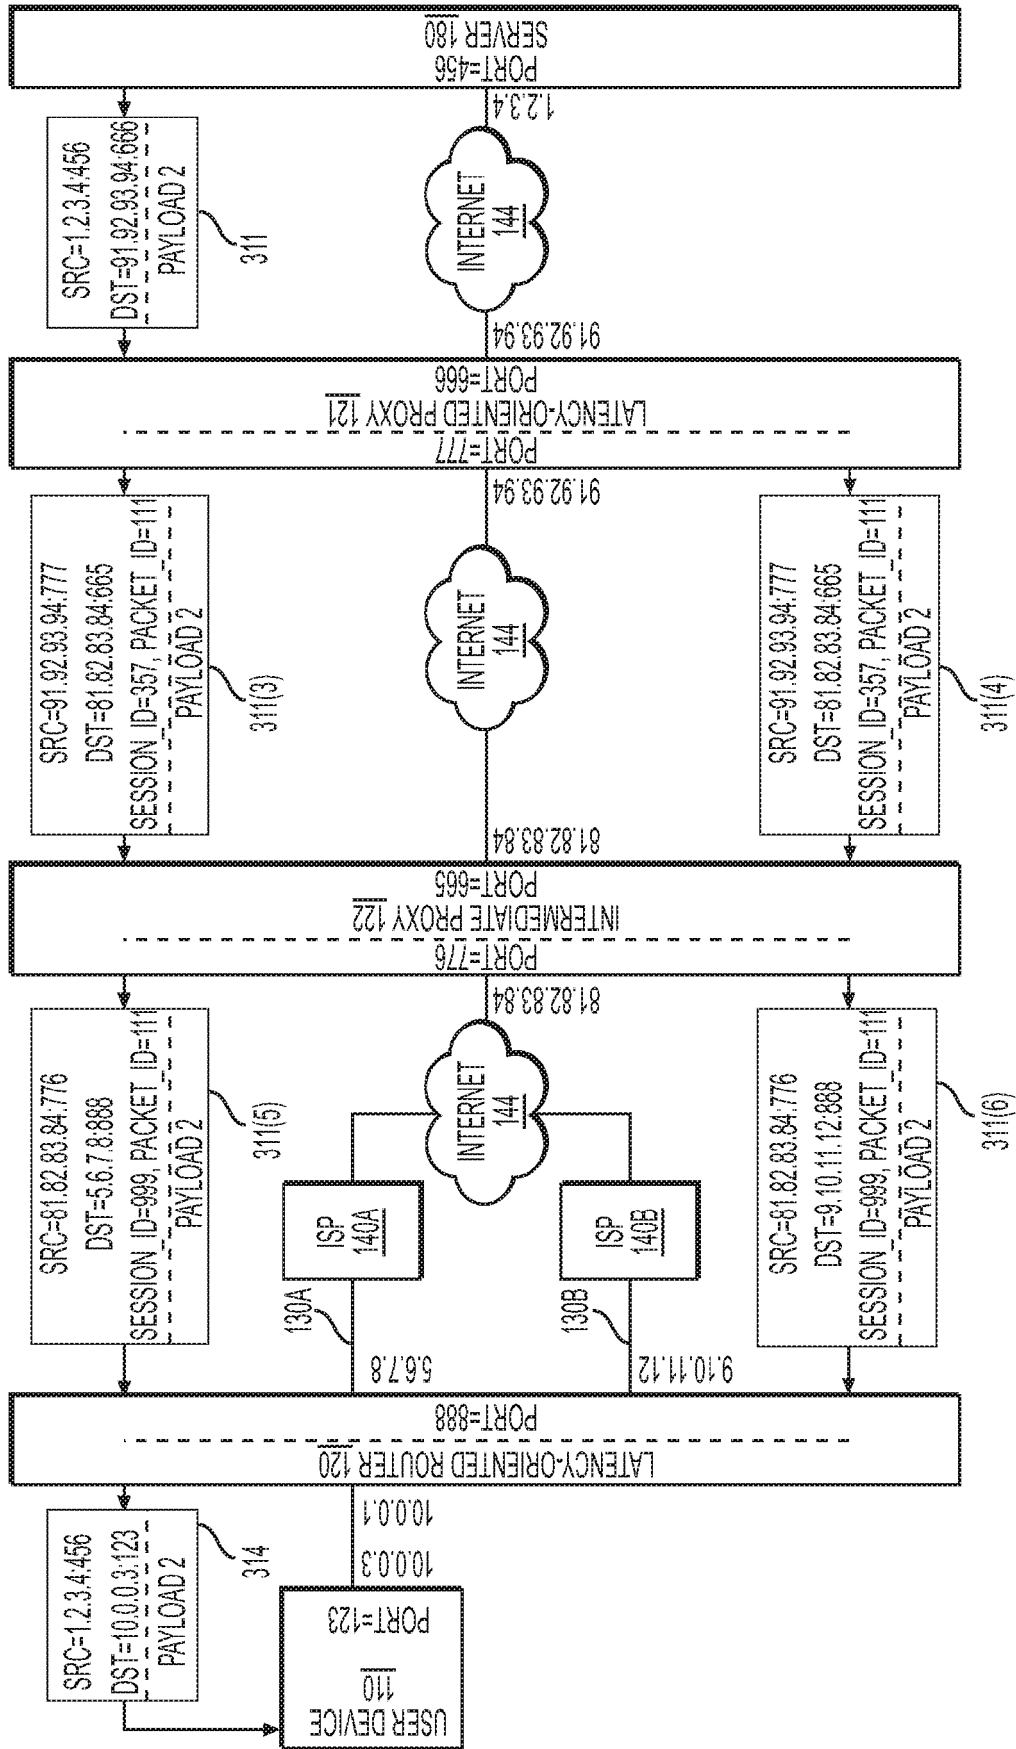 SRC=1.2.3.4:456
DST=10.0.0.3:123
PAYLOAD 2
314
USER DEVICE
110
PORT=123
10.0.0.3
10.0.0.1
LATENCY-ORIENTED ROUTER 120
PORT=888
SRC=81.82.83.84:776
DST=5.6.7.8:888
SESSION_ID=999, PACKET_ID=111
PAYLOAD 2
311(5)
5.6.7.8
130A
ISP
140A
9.10.11.12
130B
ISP
140B
INTERNET
144
SRC=81.82.83.84:776
DST=9.10.11.12:888
SESSION_ID=999, PACKET_ID=111
PAYLOAD 2
311(6)
81.82.83.84
PORT=776
INTERMEDIATE PROXY 122
PORT=665
81.82.83.84
SRC=91.92.93.94:777
DST=81.82.83.84:665
SESSION_ID=357, PACKET_ID=111
PAYLOAD 2
311(3)
INTERNET
144
SRC=91.92.93.94:777
DST=81.82.83.84:665
SESSION_ID=357, PACKET_ID=111
PAYLOAD 2
311(4)
91.92.93.94
PORT=777
LATENCY-ORIENTED PROXY 121
PORT=666
91.92.93.94
SRC=1.2.3.4:456
DST=91.92.93.94:666
PAYLOAD 2
311
INTERNET
144
1.2.3.4
PORT=456
SERVER 180